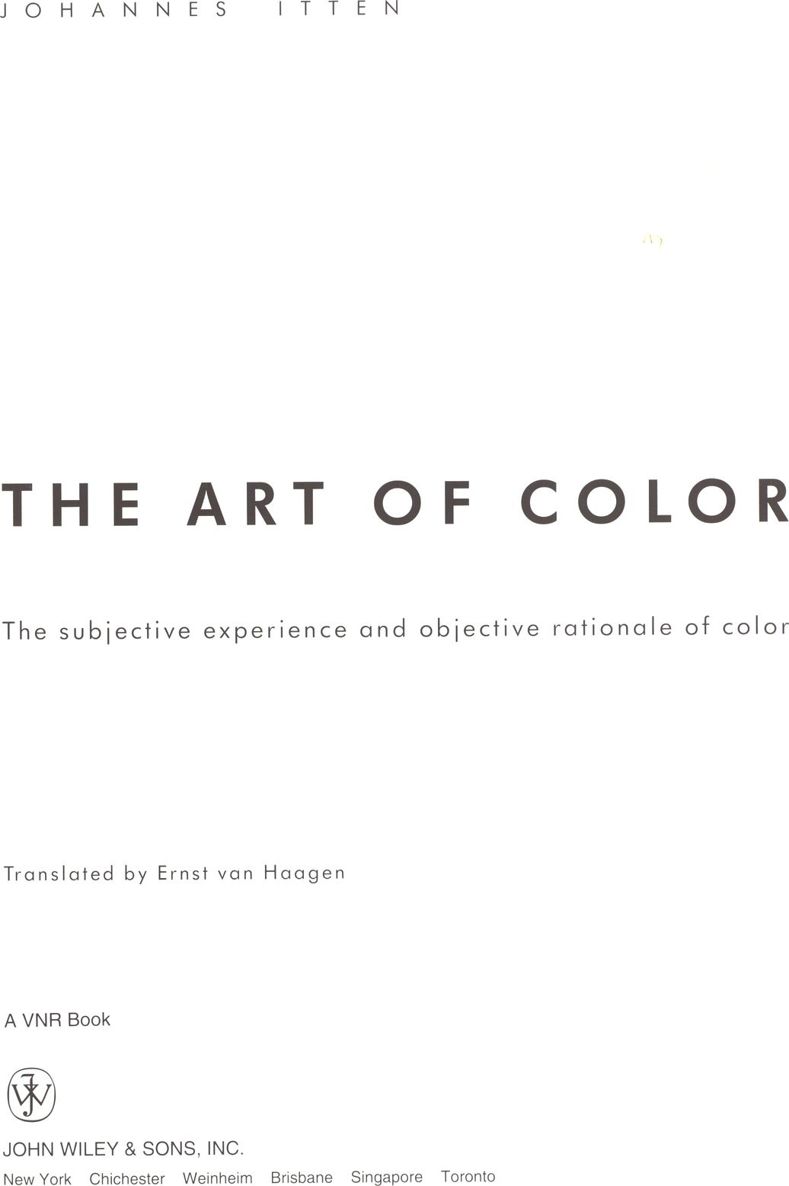 JOHANNES ITTEN
THE ART OF COLOR
The subjective experience and objective rationale of color
Translated by Ernst van Haagen
A VNR Book
JOHN WILEY & SONS, INC.
New York Chichester Weinheim Brisbane Singapore Toronto